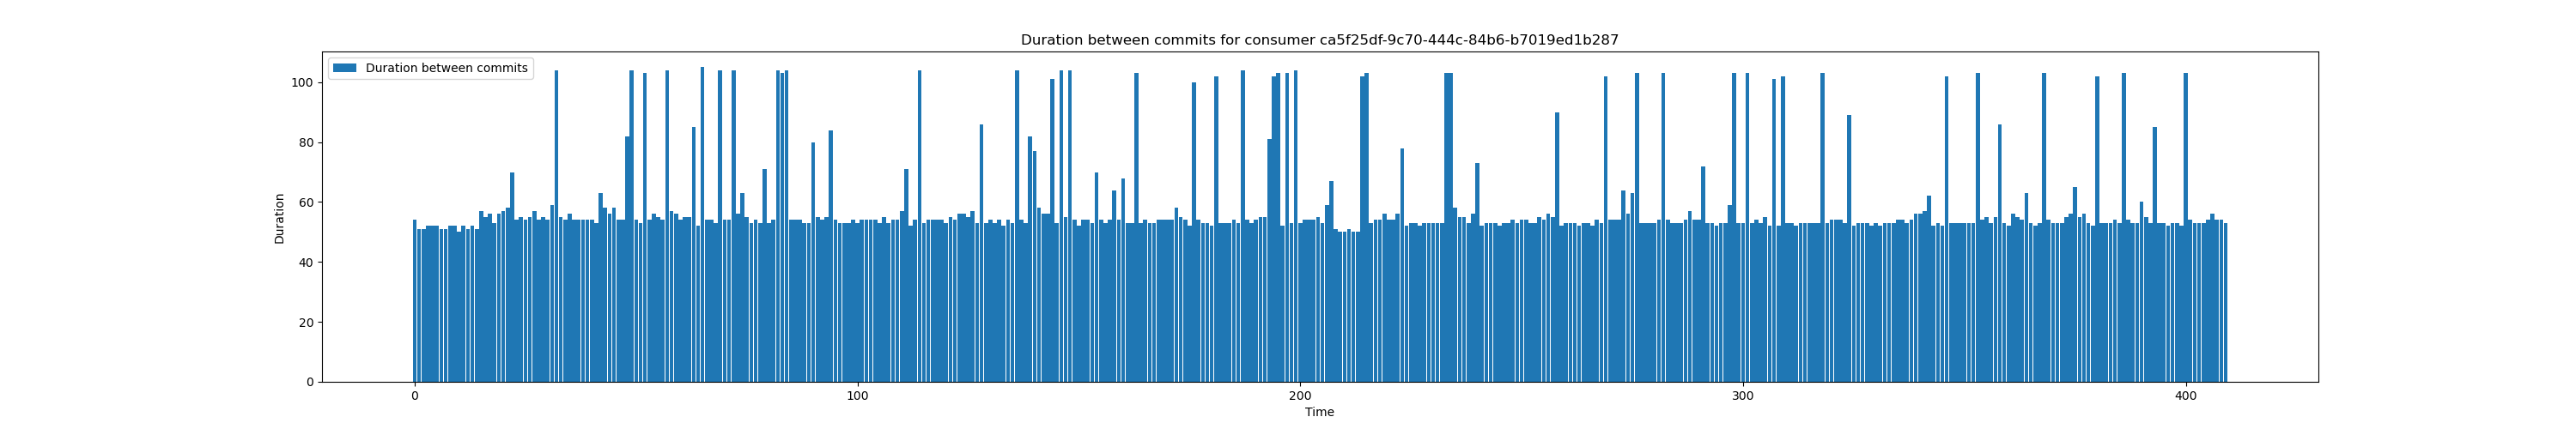 Duration between commits for consumer ca5f25df-9c70-444c-84b6-b7019ed1b287
Duration between commits
100
80
60
40
20
0
Duration
0 100 200 300 400
Time